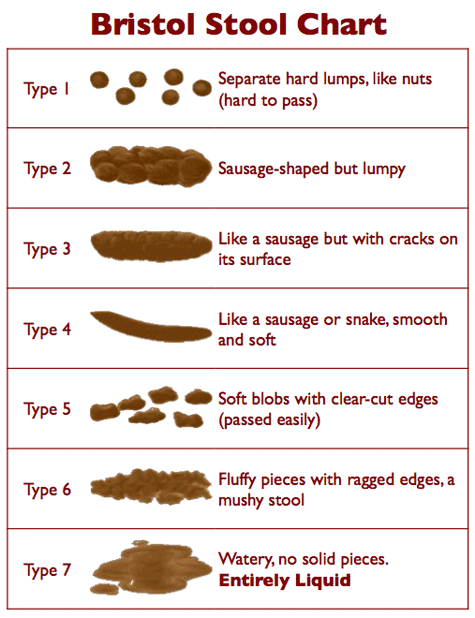 Bristol Stool Chart
Type 1
Separate hard lumps, like nuts
(hard to pass)
Type 2
Sausage-shaped but lumpy
Type 3
Like a sausage but with cracks on
its surface
Type 4
Like a sausage or snake, smooth
and soft
Type 5
Soft blobs with clear-cut edges
(passed easily)
Type 6
Fluffy pieces with ragged edges, a
mushy stool
Type 7
Watery, no solid pieces.
Entirely Liquid